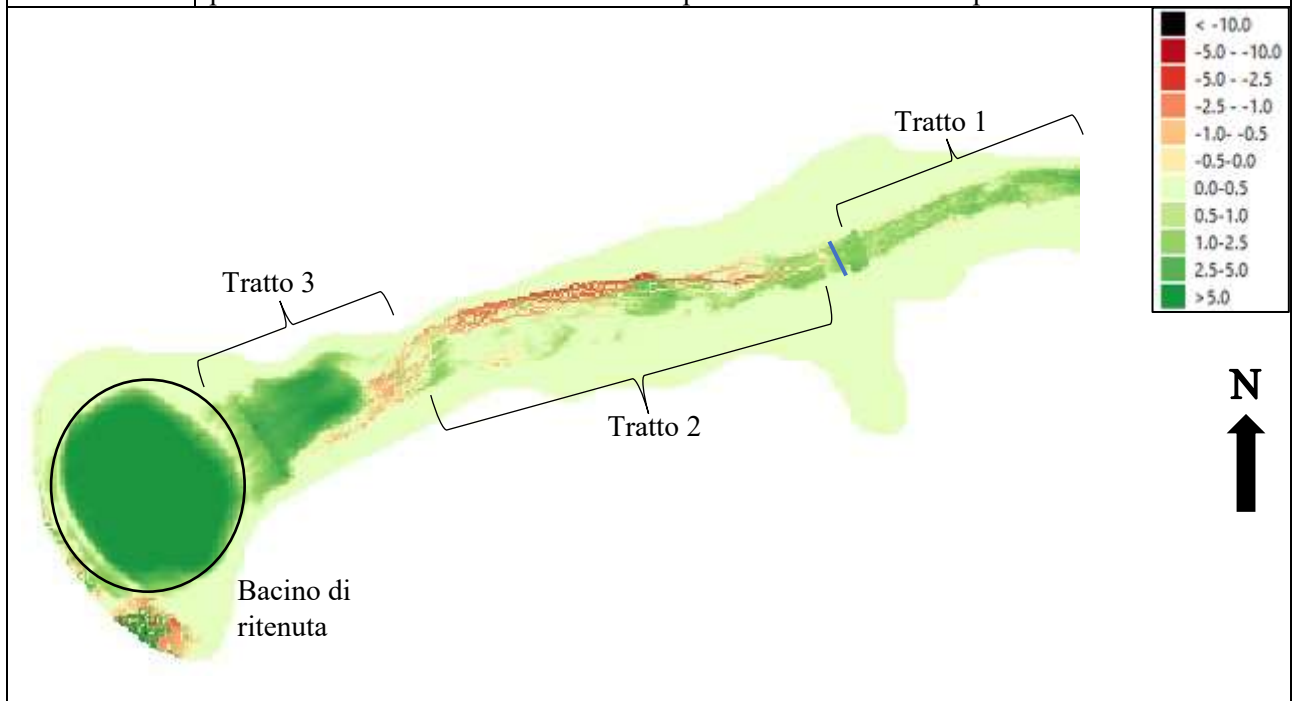 < -10.0
-5.0 - -10.0
-5.0 - -2.5
-2.5 - -1.0
-1.0- -0.5
-0.5-0.0
0.0-0.5
0.5-1.0
1.0-2.5
2.5-5.0
>5.0
Tratto 1
Tratto 3
Tratto 2
N
Bacino di
ritenuta